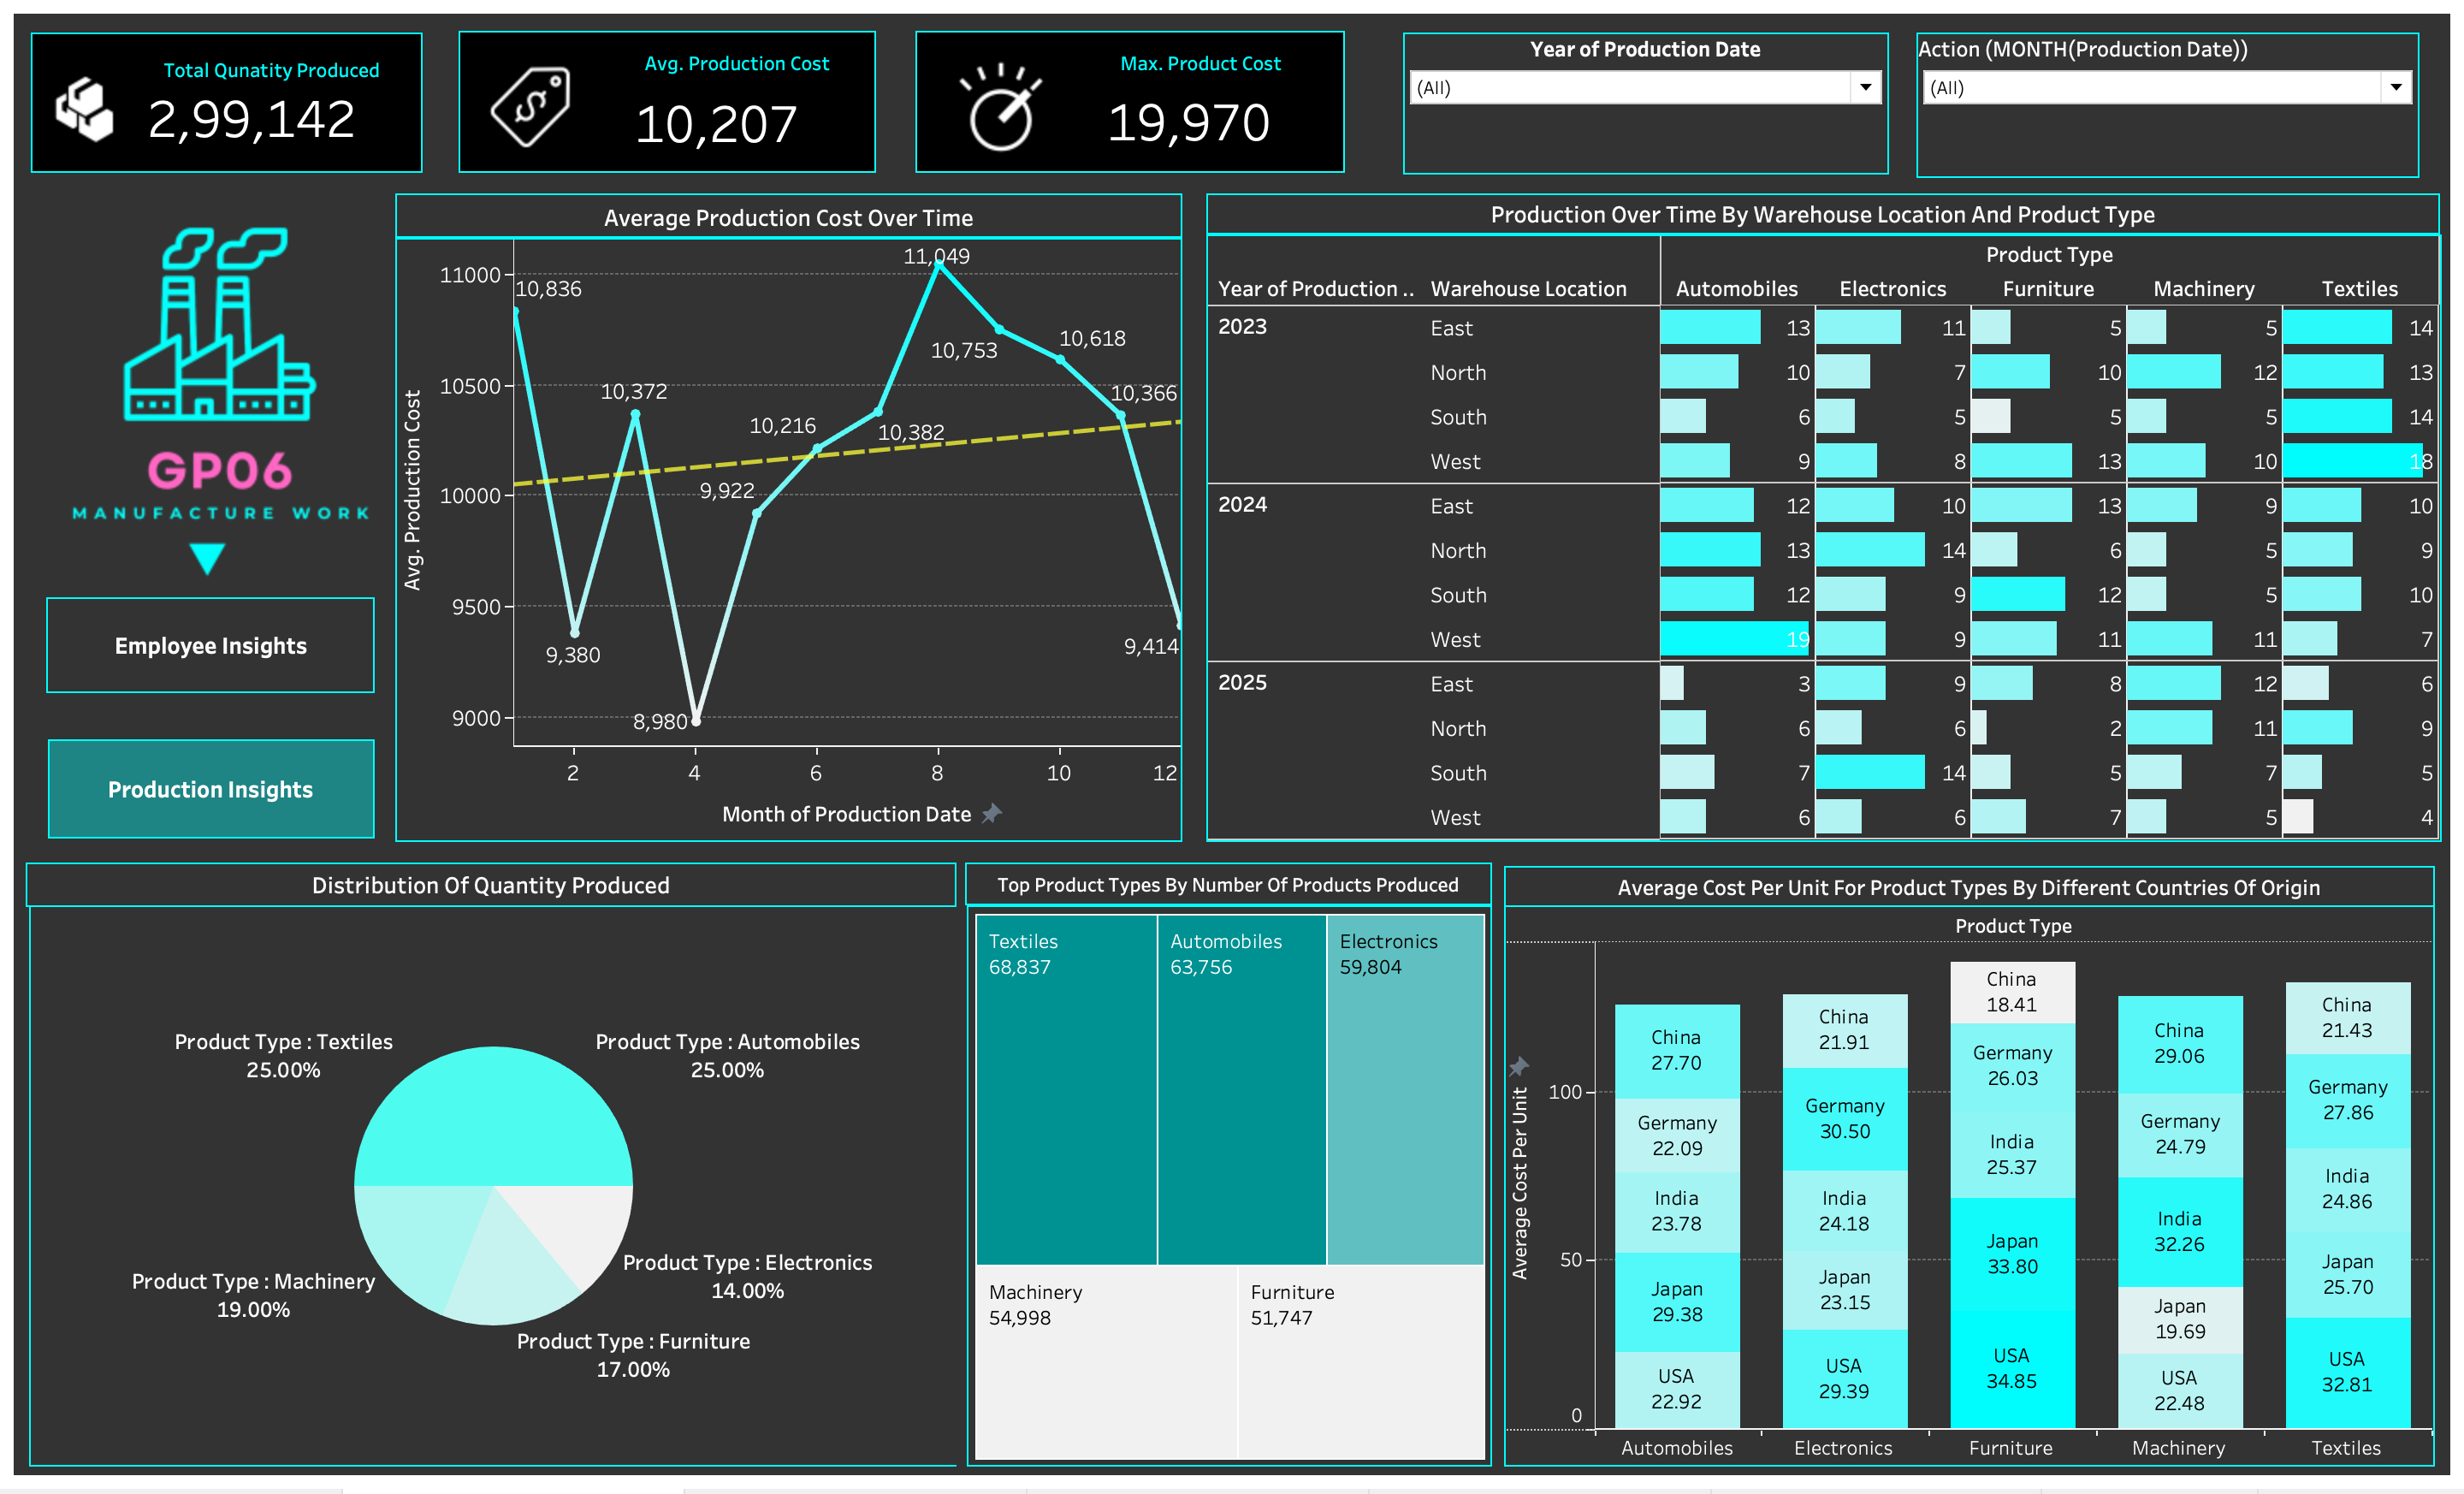 Total Qunatity Produced
2,99,142
Avg. Production Cost
10,207
Max. Product Cost
19,970
Year of Production Date
(All)
Action (MONTH(Production Date))
(All)
GP06
MANUFACTURE WORK
Employee Insights
Production Insights
Average Production Cost Over Time
Avg. Production Cost
11000
10500
10000
9500
9000
10,836
9,380
10,372
8,980
9,922
10,216
10,382
11,049
10,753
10,618
10,366
9,414
2 4 6 8 10 12
Month of Production Date
Production Over Time By Warehouse Location And Product Type
Product Type
Year of Production .. Warehouse Location Automobiles Electronics Furniture Machinery Textiles
2023 East 13 11 5 5 14
North 10 7 10 12 13
South 6 5 5 5 14
West 9 8 13 10 18
2024 East 12 10 13 9 10
North 13 14 6 5 9
South 12 9 12 5 10
West 19 9 11 11 7
2025 East 3 9 8 12 6
North 6 6 2 11 9
South 7 14 5 7 5
West 6 6 7 5 4
Distribution Of Quantity Produced
Product Type : Textiles
25.00%
Product Type : Automobiles
25.00%
Product Type : Electronics
14.00%
Product Type : Machinery
19.00%
Product Type : Furniture
17.00%
Top Product Types By Number Of Products Produced
Textiles
68,837
Automobiles
63,756
Electronics
59,804
Machinery
54,998
Furniture
51,747
Average Cost Per Unit For Product Types By Different Countries Of Origin
Product Type
Average Cost Per Unit
100
50
0
China
27.70
Germany
22.09
India
23.78
Japan
29.38
USA
22.92
China
21.91
Germany
30.50
India
24.18
Japan
23.15
USA
29.39
China
18.41
Germany
26.03
India
25.37
Japan
33.80
USA
34.85
China
29.06
Germany
24.79
India
32.26
Japan
19.69
USA
22.48
China
21.43
Germany
27.86
India
24.86
Japan
25.70
USA
32.81
Automobiles Electronics Furniture Machinery Textiles